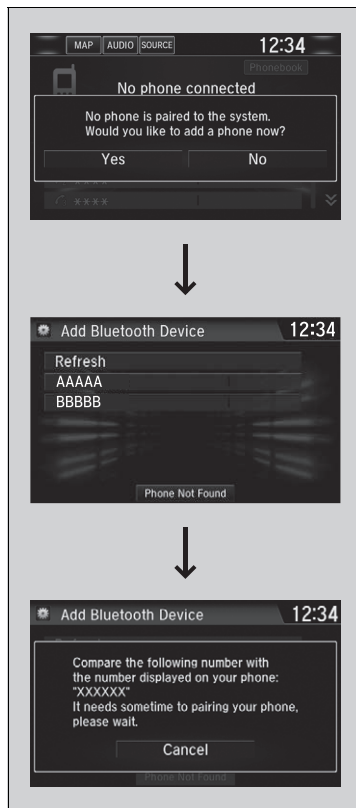 MAP AUDIO SOURCE 12:34
Phonebook
No phone connected
No phone is paired to the system.
Would you like to add a phone now?
Yes No
****
****
Add Bluetooth Device 12:34
Refresh
AAAAA
BBBBB
Phone Not Found
Add Bluetooth Device 12:34
Compare the following number with
the number displayed on your phone:
"XXXXXX"
It needs sometime to pairing your phone,
please wait.
Cancel
Phone Not Found